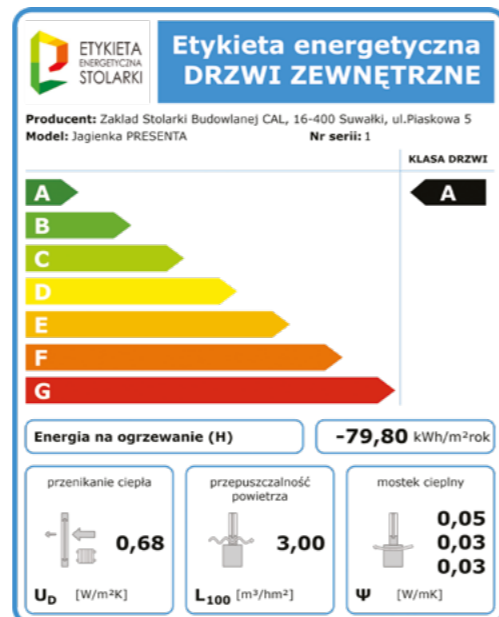 ETYKIETA
ENERGETYCZNA
STOLARKI
Etykieta energetyczna
DRZWI ZEWNĘTRZNE
Producent: Zaklad Stolarki Budowlanej CAL, 16-400 Suwałki, ul.Piaskowa 5
Model: Jagienka PRESENTA Nr serii: 1
KLASA DRZWI
A A
B
C
D
E
F
G
Energia na ogrzewanie (H) -79,80 kWh/m²rok
przenikanie ciepła
0,68
U_D [W/m²K]
przepuszczalność
powietrza
3,00
L₁₀₀ [m³/hm²]
mostek cieplny
0,05
0,03
0,03
Ψ [W/mK]